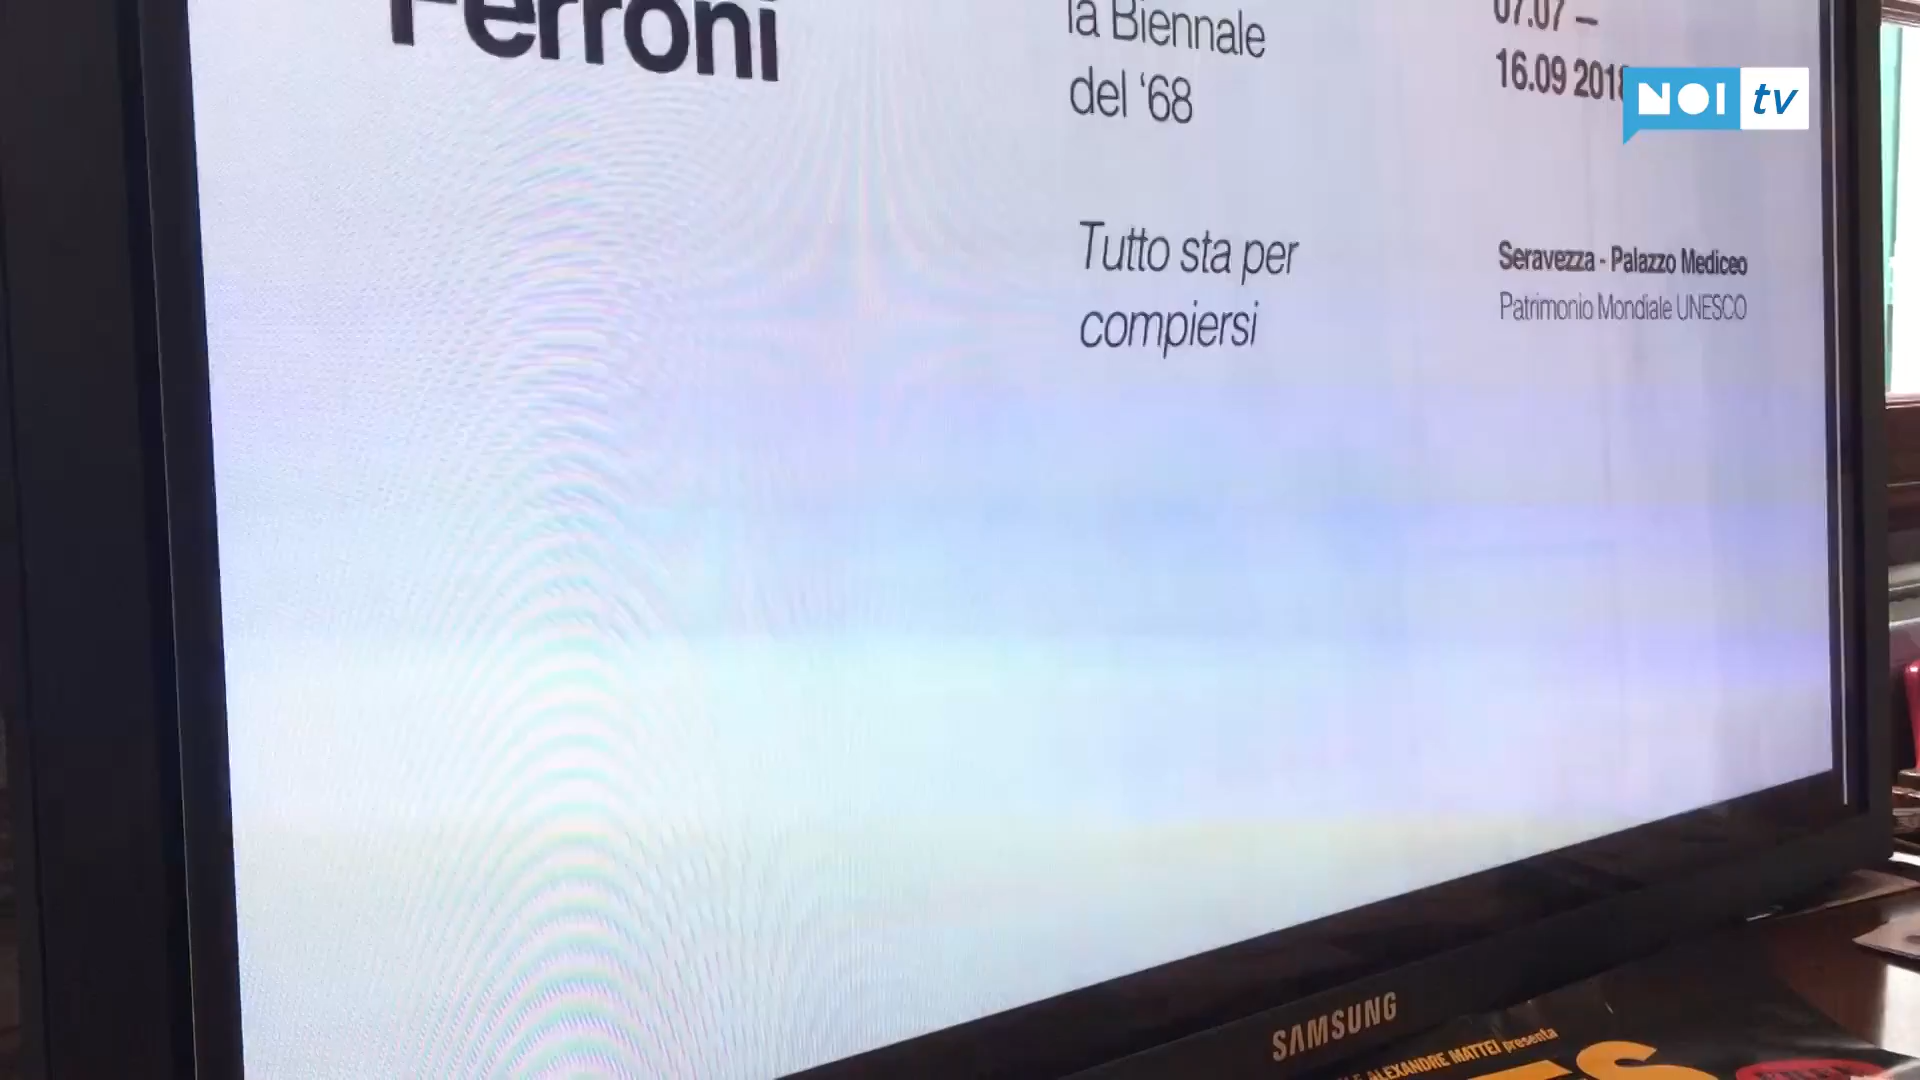 Ferroni
la Biennale
del ‘68
Tutto sta per
compiersi
07.07 –
16.09 2018
Seravezza - Palazzo Mediceo
Patrimonio Mondiale UNESCO
NOI tv
SAMSUNG
ALEXANDRE MATTEI presenta